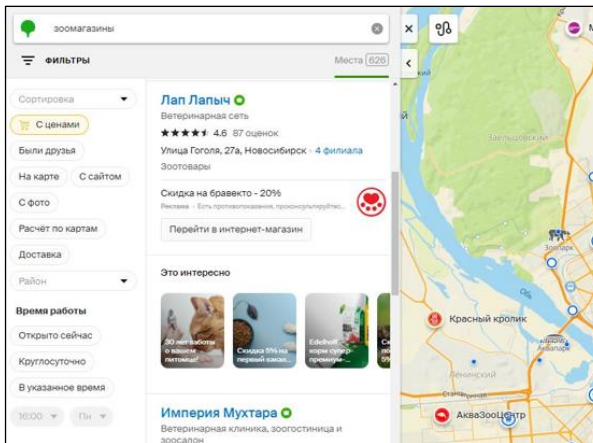 зоомагазины
ФИЛЬТРЫ
Места 626
Сортировка
С ценами
Были друзья
На карте
С сайтом
С фото
Расчёт по картам
Доставка
Район
Время работы
Открыто сейчас
Круглосуточно
В указанное время
16:00
Пн
Лап Лапыч
Ветеринарная сеть
4.6 87 оценок
Улица Гоголя, 27а, Новосибирск · 4 филиала
Зоотовары
Скидка на бравекто - 20%
Реклама · Есть противопоказания, проконсультируйтес...
Перейти в интернет-магазин
Это интересно
30 лет заботы
о вашем
питомце!
Скидка 5% на
первый заказ...
Edelhoff
корм супер-
премиум-...
Империя Мухтара
Ветеринарная клиника, зоогостиница и
зоосалон
Заельцовский
Зоопарк
Обь
Красный кролик
Аквапарк
Ленинский
АкваЗооЦентр